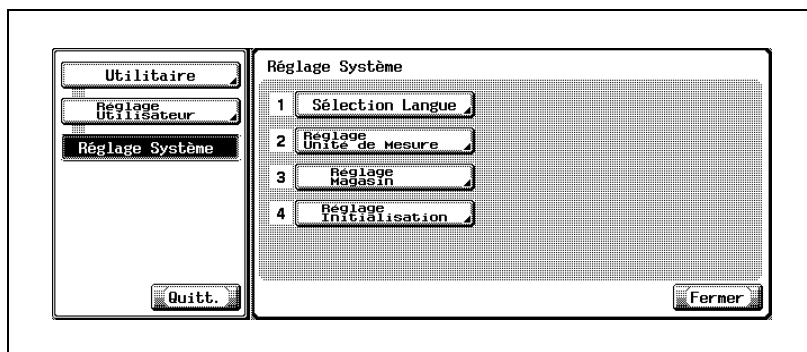 Utilitaire
Réglage
Utilisateur
Réglage Système
Quitt.
Réglage Système
1 Sélection Langue
2 Réglage
Unité de Mesure
3 Réglage
Magasin
4 Réglage
Initialisation
Fermer